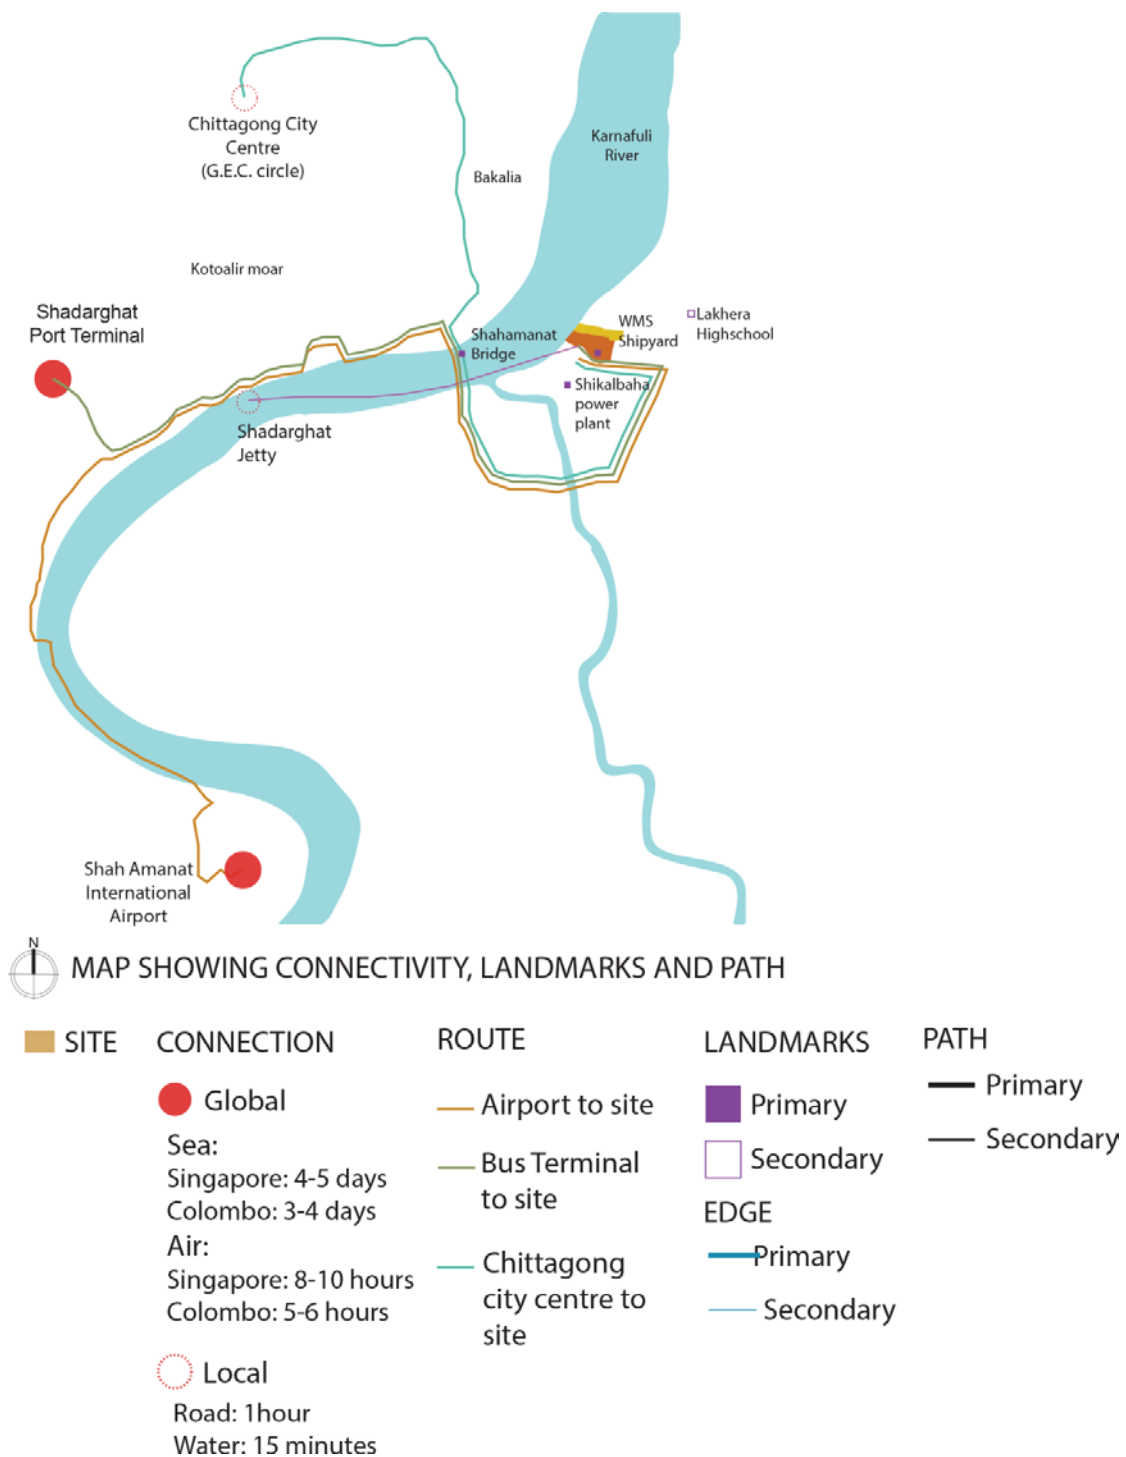 Chittagong City
Centre
(G.E.C. circle)
Karnafuli
River
Bakalia
Kotoalir moar
Shadarghat
Port Terminal
Shahamanat
Bridge
WMS
Shipyard
Lakhera
Highschool
Shikalbaha
power
plant
Shadarghat
Jetty
Shah Amanat
International
Airport
N
MAP SHOWING CONNECTIVITY, LANDMARKS AND PATH
SITE
CONNECTION
Global
Sea:
Singapore: 4-5 days
Colombo: 3-4 days
Air:
Singapore: 8-10 hours
Colombo: 5-6 hours
Local
Road: 1hour
Water: 15 minutes
ROUTE
Airport to site
Bus Terminal
to site
Chittagong
city centre to
site
LANDMARKS
Primary
Secondary
EDGE
Primary
Secondary
PATH
Primary
Secondary